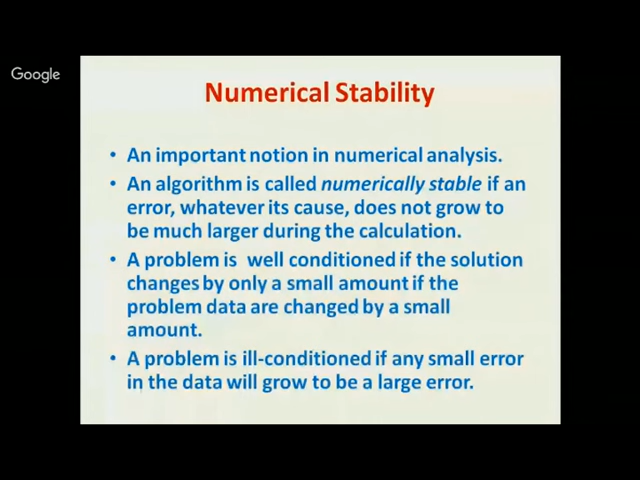 Google
Numerical Stability
• An important notion in numerical analysis.
• An algorithm is called numerically stable if an
error, whatever its cause, does not grow to
be much larger during the calculation.
• A problem is well conditioned if the solution
changes by only a small amount if the
problem data are changed by a small
amount.
• A problem is ill-conditioned if any small error
in the data will grow to be a large error.